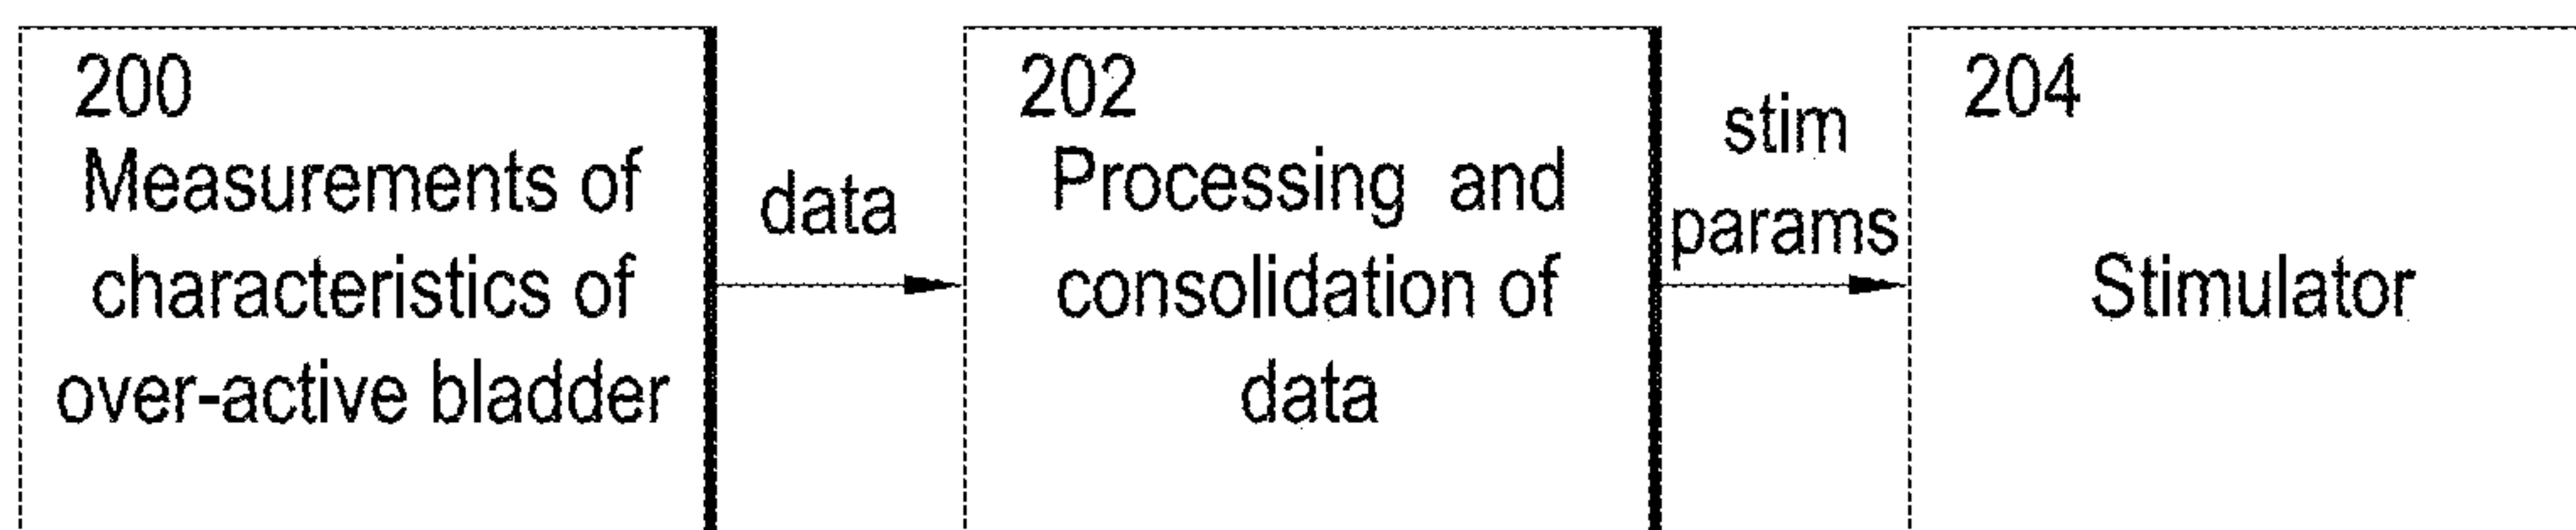 200
Measurements of
characteristics of
over-active bladder
data
202
Processing and
consolidation of
data
stim
params
204
Stimulator